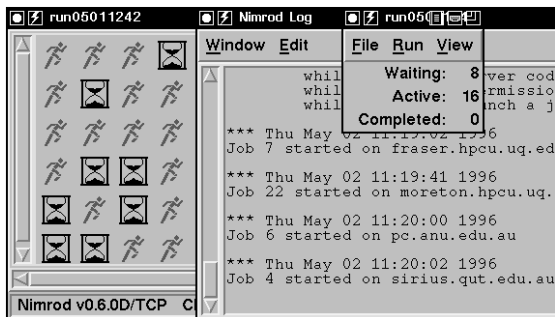 run05011242
Nimrod v0.6.0D/TCP
Nimrod Log
Window Edit
*** Thu May 02 11:19:02 1996
Job 7 started on fraser.hpcu.uq.ed
*** Thu May 02 11:19:41 1996
Job 22 started on moreton.hpcu.uq.
*** Thu May 02 11:20:00 1996
Job 6 started on pc.anu.edu.au
*** Thu May 02 11:20:02 1996
Job 4 started on sirius.qut.edu.au
File Run View
Waiting: 8
Active: 16
Completed: 0